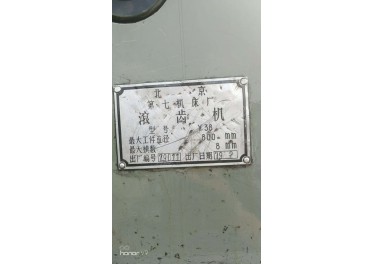 北京
第七机床厂
滚齿机
型号 Y38
最大工件直径 800 mm
最大模数 8 mm
出厂编号 出厂日期
honor